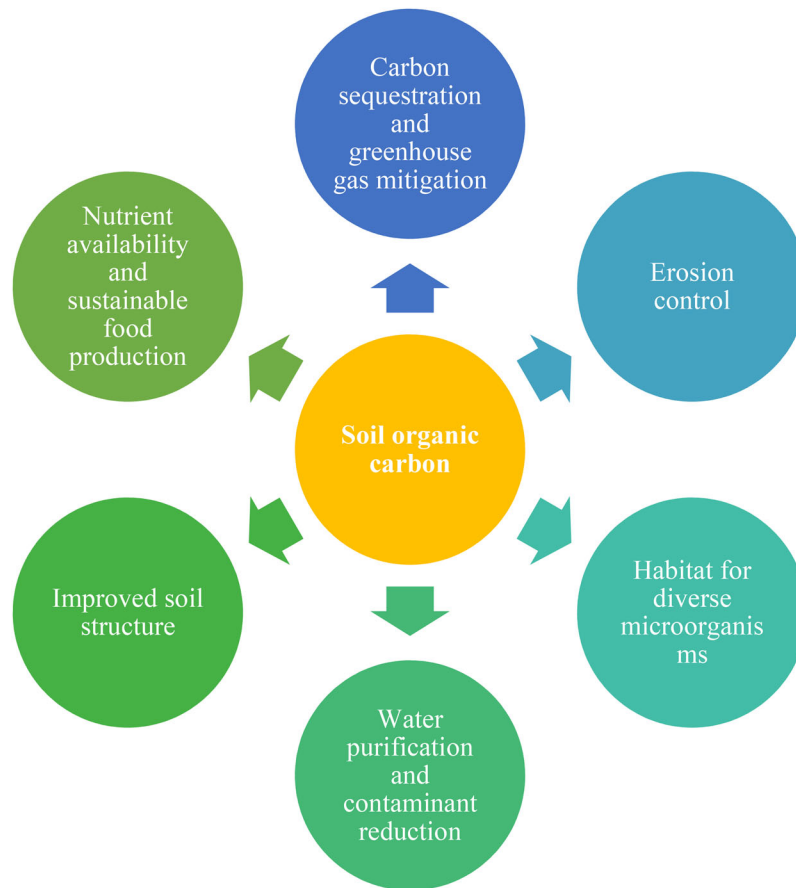 Carbon
sequestration
and
greenhouse
gas mitigation
Nutrient
availability
and
sustainable
food
production
Erosion
control
Soil organic
carbon
Improved soil
structure
Habitat for
diverse
microorganis
ms
Water
purification
and
contaminant
reduction